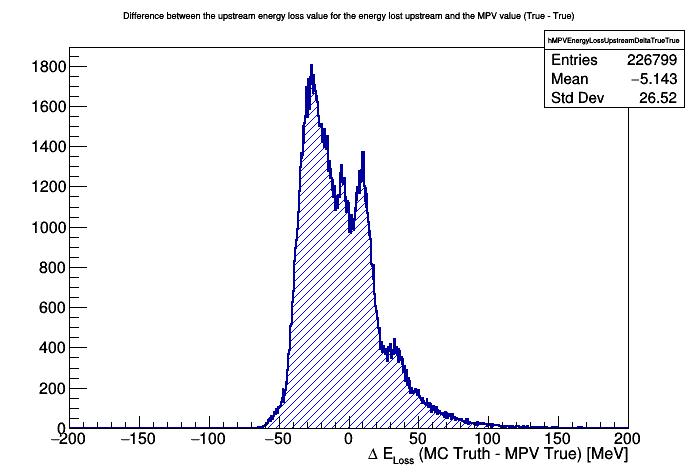 Difference between the upstream energy loss value for the energy lost upstream and the MPV value (True - True)
hMPVEnergyLossUpstreamDeltaTrueTrue
Entries 226799
Mean −5.143
Std Dev 26.52
1800
1600
1400
1200
1000
800
600
400
200
0
−200 −150 −100 −50 0 50 100 150 200
Δ E_Loss (MC Truth - MPV True) [MeV]